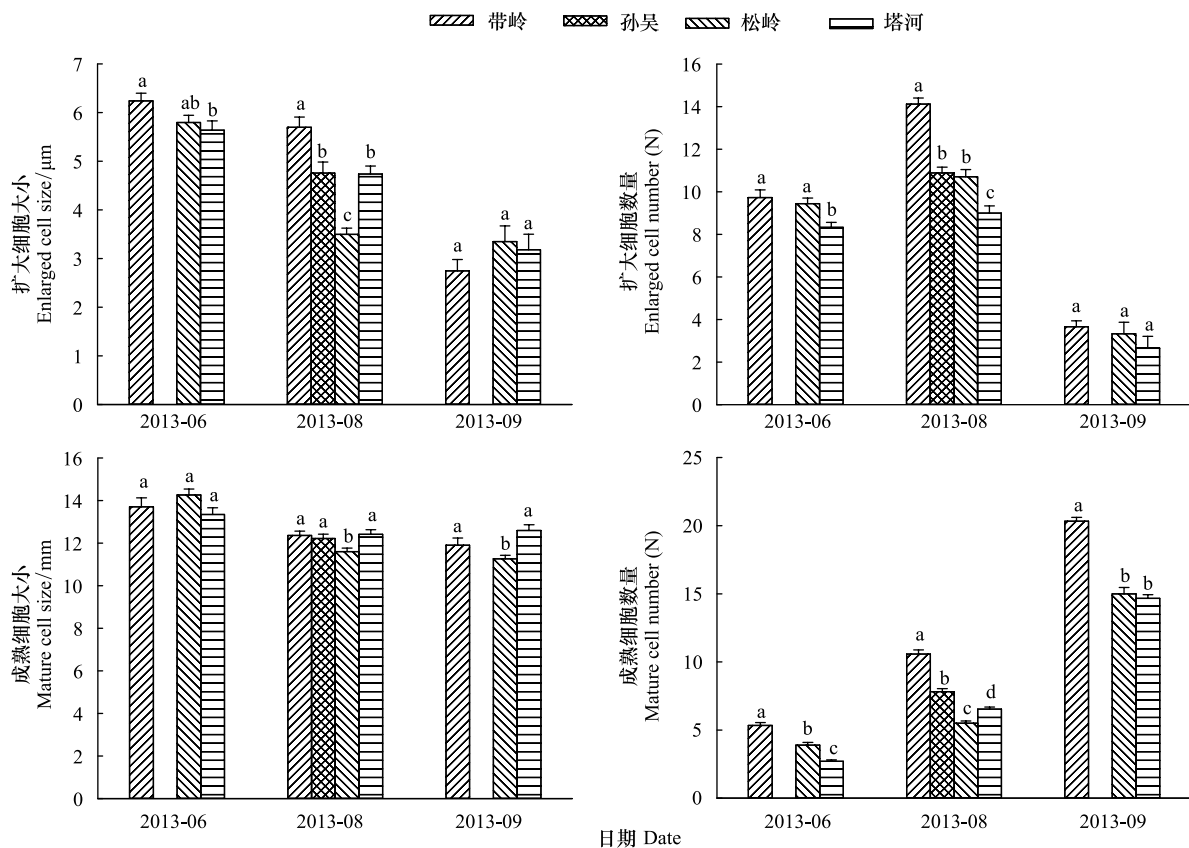 带岭 孙吴 松岭 塔河
扩大细胞大小
Enlarged cell size/μm
7
6
5
4
3
2
1
0
a ab b
a b c b
a a a
2013-06 2013-08 2013-09
扩大细胞数量
Enlarged cell number (N)
16
14
12
10
8
6
4
2
0
a a b
a b b c
a a a
2013-06 2013-08 2013-09
成熟细胞大小
Mature cell size/mm
16
14
12
10
8
6
4
2
0
a a a
a a b a
a b a
2013-06 2013-08 2013-09
成熟细胞数量
Mature cell number (N)
25
20
15
10
5
0
a b c
a b c d
a b b
2013-06 2013-08 2013-09
日期 Date